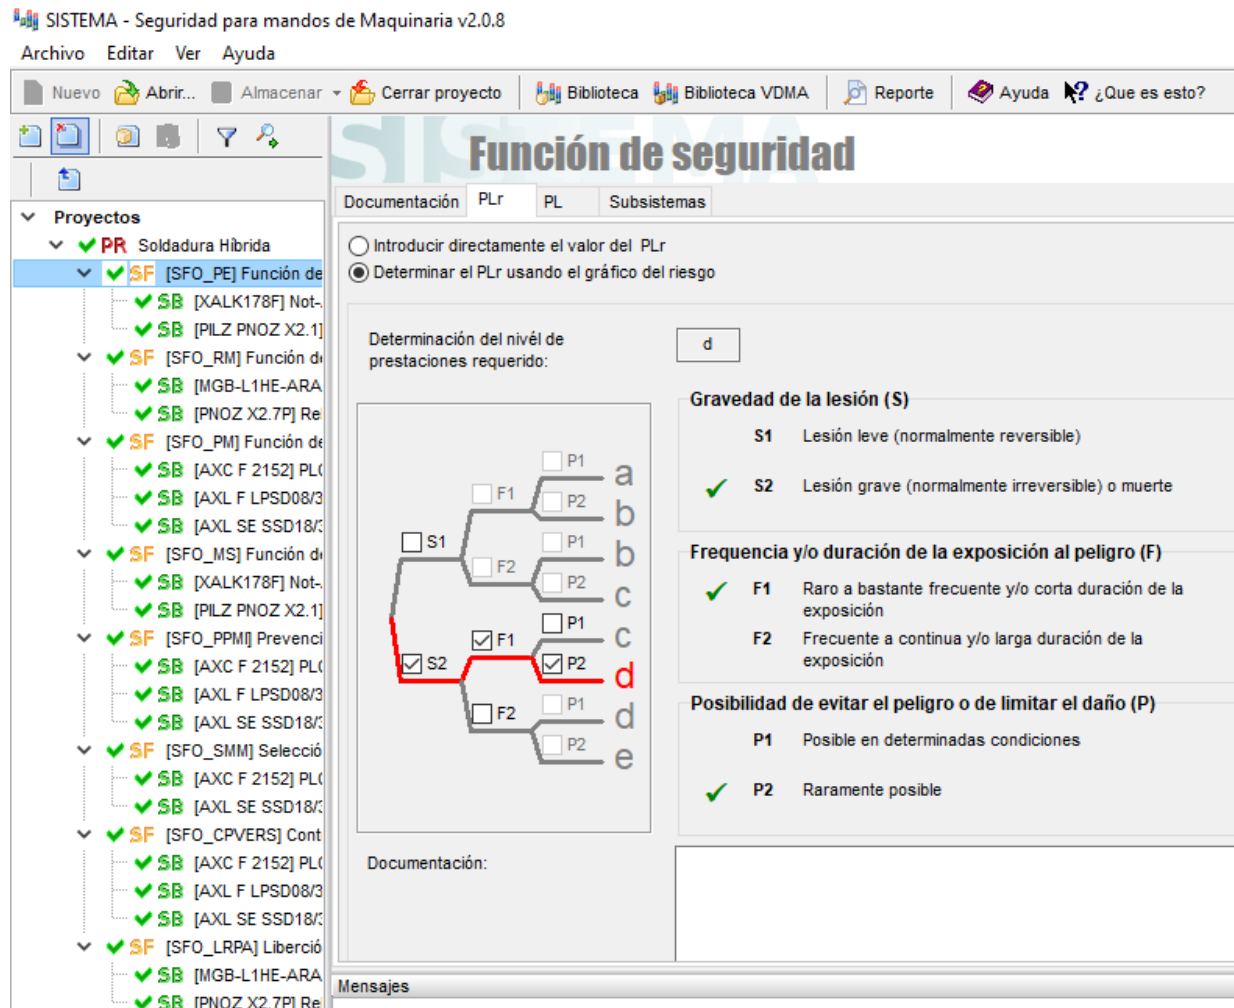 SISTEMA - Seguridad para mandos de Maquinaria v2.0.8
Archivo Editar Ver Ayuda
Nuevo Abrir... Almacenar Cerrar proyecto Biblioteca Biblioteca VDMA Reporte Ayuda ¿Que es esto?
SISTEMA
Función de seguridad
Documentación PLr PL Subsistemas
Proyectos
PR Soldadura Híbrida
SF [SFO_PE] Función de
SB [XALK178F] Not-
SB [PILZ PNOZ X2.1]
SF [SFO_RM] Función d
SB [MGB-L1HE-ARA
SB [PNOZ X2.7P] Re
SF [SFO_PM] Función de
SB [AXC F 2152] PL
SB [AXL F LPSD08/3
SB [AXL SE SSD18/3
SF [SFO_MS] Función d
SB [XALK178F] Not-
SB [PILZ PNOZ X2.1]
SF [SFO_PPMI] Prevenci
SB [AXC F 2152] PL
SB [AXL F LPSD08/3
SB [AXL SE SSD18/3
SF [SFO_SMM] Selecció
SB [AXC F 2152] PL
SB [AXL SE SSD18/3
SF [SFO_CPVERS] Cont
SB [AXC F 2152] PL
SB [AXL F LPSD08/3
SB [AXL SE SSD18/3
SF [SFO_LRPA] Liberció
SB [MGB-L1HE-ARA
SB [PNOZ X2.7P] Re
Introducir directamente el valor del PLr
Determinar el PLr usando el gráfico del riesgo
Determinación del nivél de
prestaciones requerido:
d
P1
a
F1
P2
b
S1
P1
b
F2
P2
c
P1
c
F1
P2
d
S2
P1
d
F2
P2
e
Gravedad de la lesión (S)
S1 Lesión leve (normalmente reversible)
S2 Lesión grave (normalmente irreversible) o muerte
Frequencia y/o duración de la exposición al peligro (F)
F1 Raro a bastante frecuente y/o corta duración de la
exposición
F2 Frecuente a continua y/o larga duración de la
exposición
Posibilidad de evitar el peligro o de limitar el daño (P)
P1 Posible en determinadas condiciones
P2 Raramente posible
Documentación:
Mensajes